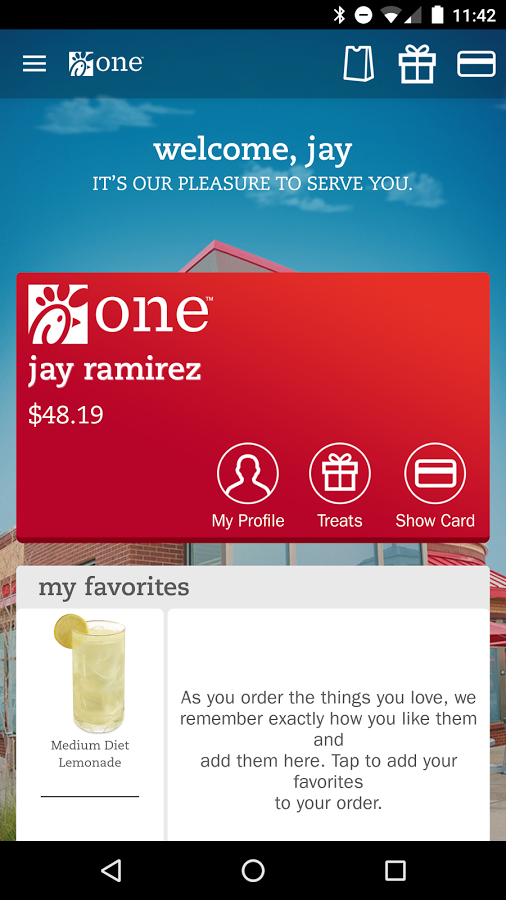 11:42
one™
welcome, jay
IT'S OUR PLEASURE TO SERVE YOU.
one™
jay ramirez
$48.19
My Profile
Treats
Show Card
my favorites
Medium Diet
Lemonade
As you order the things you love, we
remember exactly how you like them
and
add them here. Tap to add your
favorites
to your order.